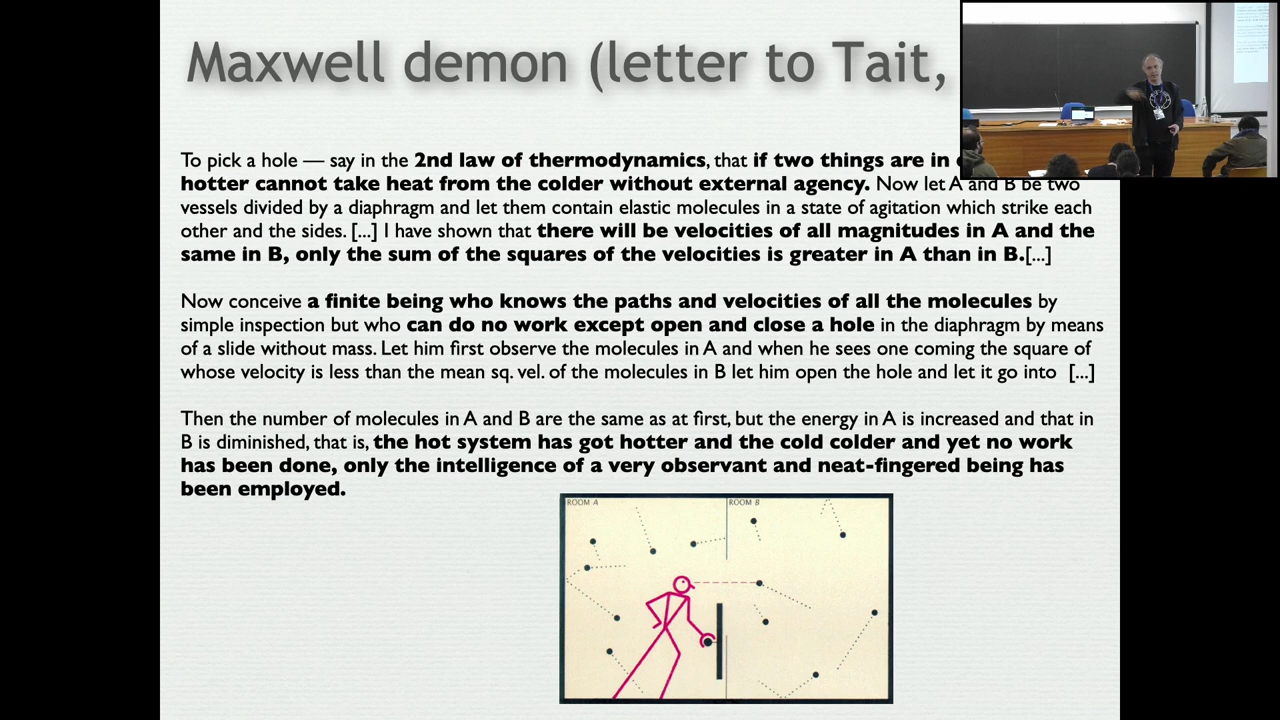 Maxwell demon (letter to Tait,
To pick a hole — say in the 2nd law of thermodynamics, that if two things are in
hotter cannot take heat from the colder without external agency. Now let A and B be two
vessels divided by a diaphragm and let them contain elastic molecules in a state of agitation which strike each
other and the sides. [...] I have shown that there will be velocities of all magnitudes in A and the
same in B, only the sum of the squares of the velocities is greater in A than in B.[...]
Now conceive a finite being who knows the paths and velocities of all the molecules by
simple inspection but who can do no work except open and close a hole in the diaphragm by means
of a slide without mass. Let him first observe the molecules in A and when he sees one coming the square of
whose velocity is less than the mean sq. vel. of the molecules in B let him open the hole and let it go into [...]
Then the number of molecules in A and B are the same as at first, but the energy in A is increased and that in
B is diminished, that is, the hot system has got hotter and the cold colder and yet no work
has been done, only the intelligence of a very observant and neat-fingered being has
been employed.
ROOM A
ROOM B